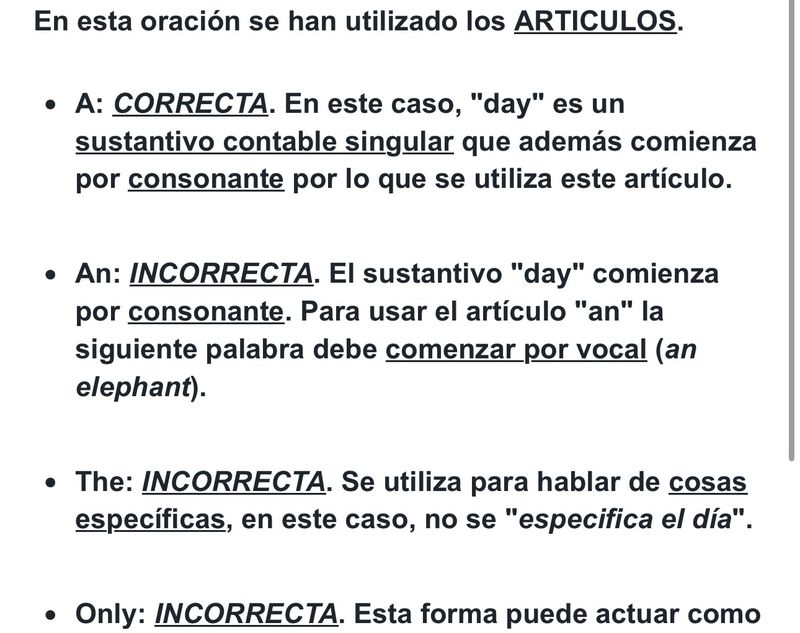 En esta oración se han utilizado los ARTICULOS.
• A: CORRECTA. En este caso, "day" es un
sustantivo contable singular que además comienza
por consonante por lo que se utiliza este artículo.
• An: INCORRECTA. El sustantivo "day" comienza
por consonante. Para usar el artículo "an" la
siguiente palabra debe comenzar por vocal (an
elephant).
• The: INCORRECTA. Se utiliza para hablar de cosas
específicas, en este caso, no se "especifica el día".
• Only: INCORRECTA. Esta forma puede actuar como